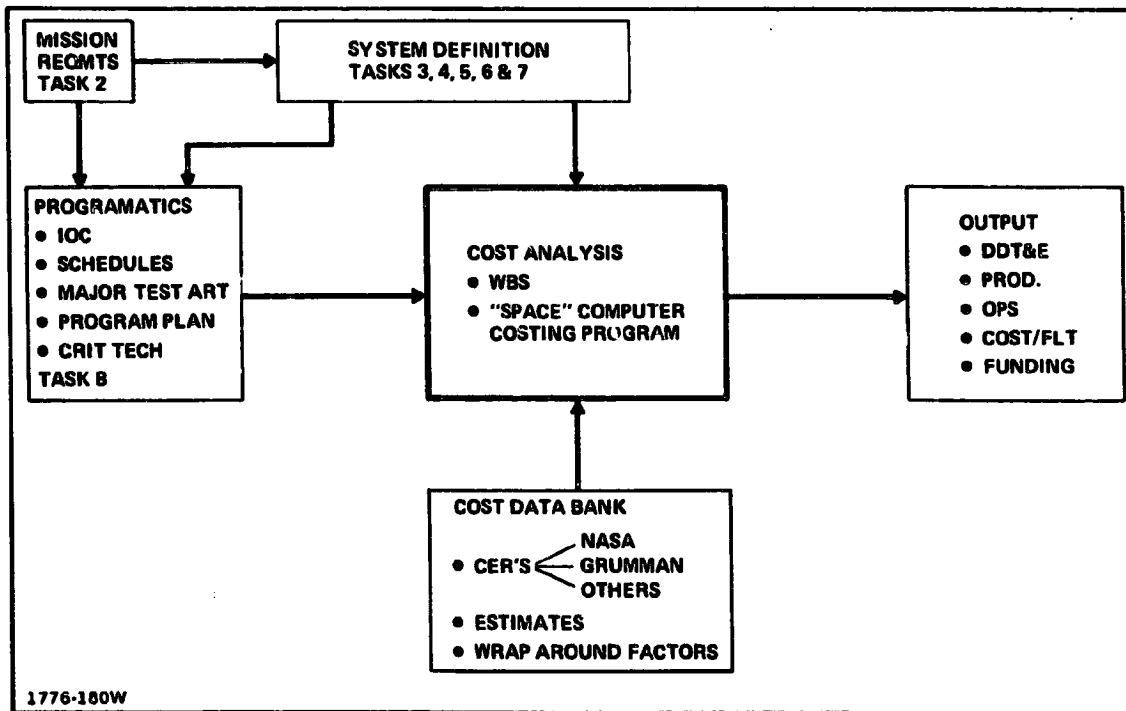 MISSION
REQMTS
TASK 2
SYSTEM DEFINITION
TASKS 3, 4, 5, 6 & 7
PROGRAMATICS
• IOC
• SCHEDULES
• MAJOR TEST ART
• PROGRAM PLAN
• CRIT TECH
TASK 8
COST ANALYSIS
• WBS
• "SPACE" COMPUTER
COSTING PROGRAM
OUTPUT
• DDT&E
• PROD.
• OPS
• COST/FLT
• FUNDING
COST DATA BANK
• CER'S
NASA
GRUMMAN
OTHERS
• ESTIMATES
• WRAP AROUND FACTORS
1776-180W